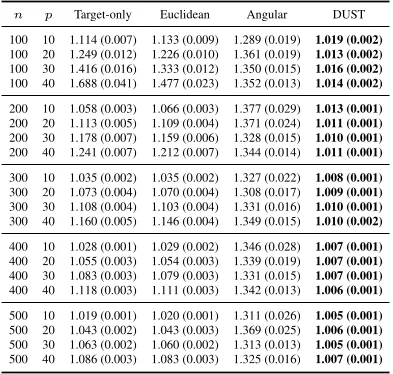 n p Target-only Euclidean Angular DUST
100 10 1.114 (0.007) 1.133 (0.009) 1.289 (0.019) 1.019 (0.002)
100 20 1.249 (0.012) 1.226 (0.010) 1.361 (0.019) 1.013 (0.002)
100 30 1.416 (0.016) 1.333 (0.012) 1.350 (0.015) 1.016 (0.002)
100 40 1.688 (0.041) 1.477 (0.023) 1.352 (0.013) 1.014 (0.002)
200 10 1.058 (0.003) 1.066 (0.003) 1.377 (0.029) 1.013 (0.001)
200 20 1.113 (0.005) 1.109 (0.004) 1.371 (0.024) 1.011 (0.001)
200 30 1.178 (0.007) 1.159 (0.006) 1.328 (0.015) 1.010 (0.001)
200 40 1.241 (0.007) 1.212 (0.007) 1.344 (0.014) 1.011 (0.001)
300 10 1.035 (0.002) 1.035 (0.002) 1.327 (0.022) 1.008 (0.001)
300 20 1.073 (0.004) 1.070 (0.004) 1.308 (0.017) 1.009 (0.001)
300 30 1.108 (0.004) 1.103 (0.004) 1.331 (0.016) 1.010 (0.001)
300 40 1.160 (0.005) 1.146 (0.004) 1.349 (0.015) 1.010 (0.002)
400 10 1.028 (0.001) 1.029 (0.002) 1.346 (0.028) 1.007 (0.001)
400 20 1.055 (0.003) 1.054 (0.003) 1.339 (0.019) 1.007 (0.001)
400 30 1.083 (0.003) 1.079 (0.003) 1.331 (0.015) 1.007 (0.001)
400 40 1.118 (0.003) 1.111 (0.003) 1.342 (0.013) 1.006 (0.001)
500 10 1.019 (0.001) 1.020 (0.001) 1.311 (0.026) 1.005 (0.001)
500 20 1.043 (0.002) 1.043 (0.003) 1.369 (0.025) 1.006 (0.001)
500 30 1.063 (0.002) 1.060 (0.002) 1.313 (0.013) 1.005 (0.001)
500 40 1.086 (0.003) 1.083 (0.003) 1.325 (0.016) 1.007 (0.001)